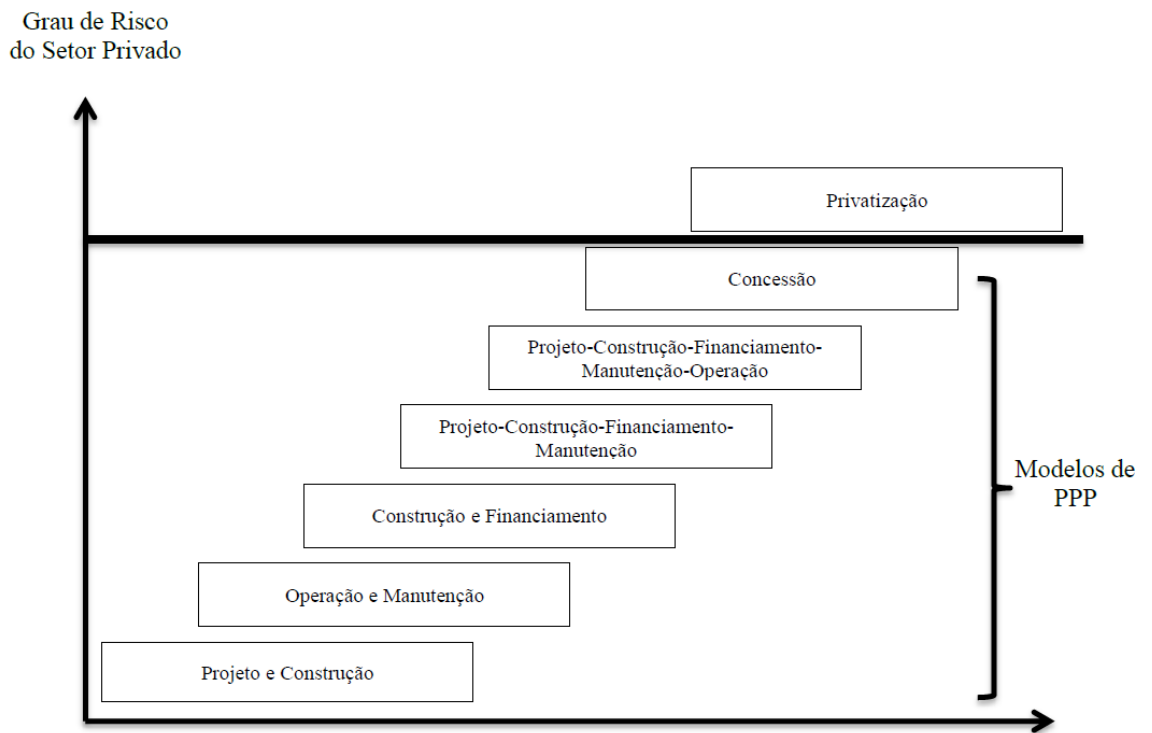 Grau de Risco
do Setor Privado
Privatização
Concessão
Projeto-Construção-Financiamento-
Manutenção-Operação
Projeto-Construção-Financiamento-
Manutenção
Modelos de
PPP
Construção e Financiamento
Operação e Manutenção
Projeto e Construção